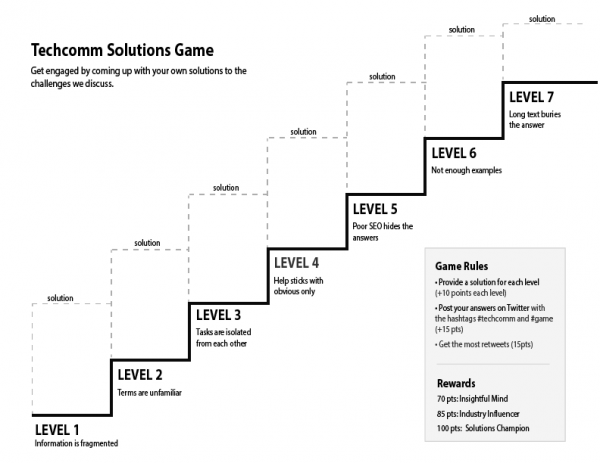 Techcomm Solutions Game
Get engaged by coming up with your own solutions to the
challenges we discuss.
solution
solution
solution
solution
solution
solution
solution
LEVEL 7
Long text buries
the answer
LEVEL 6
Not enough examples
LEVEL 5
Poor SEO hides the
answers
LEVEL 4
Help sticks with
obvious only
LEVEL 3
Tasks are isolated
from each other
LEVEL 2
Terms are unfamiliar
LEVEL 1
Information is fragmented
Game Rules
• Provide a solution for each level
(+10 points each level)
• Post your answers on Twitter with
the hashtags #techcomm and #game
(+15 pts)
• Get the most retweets (15pts)
Rewards
70 pts: Insightful Mind
85 pts: Industry Influencer
100 pts: Solutions Champion